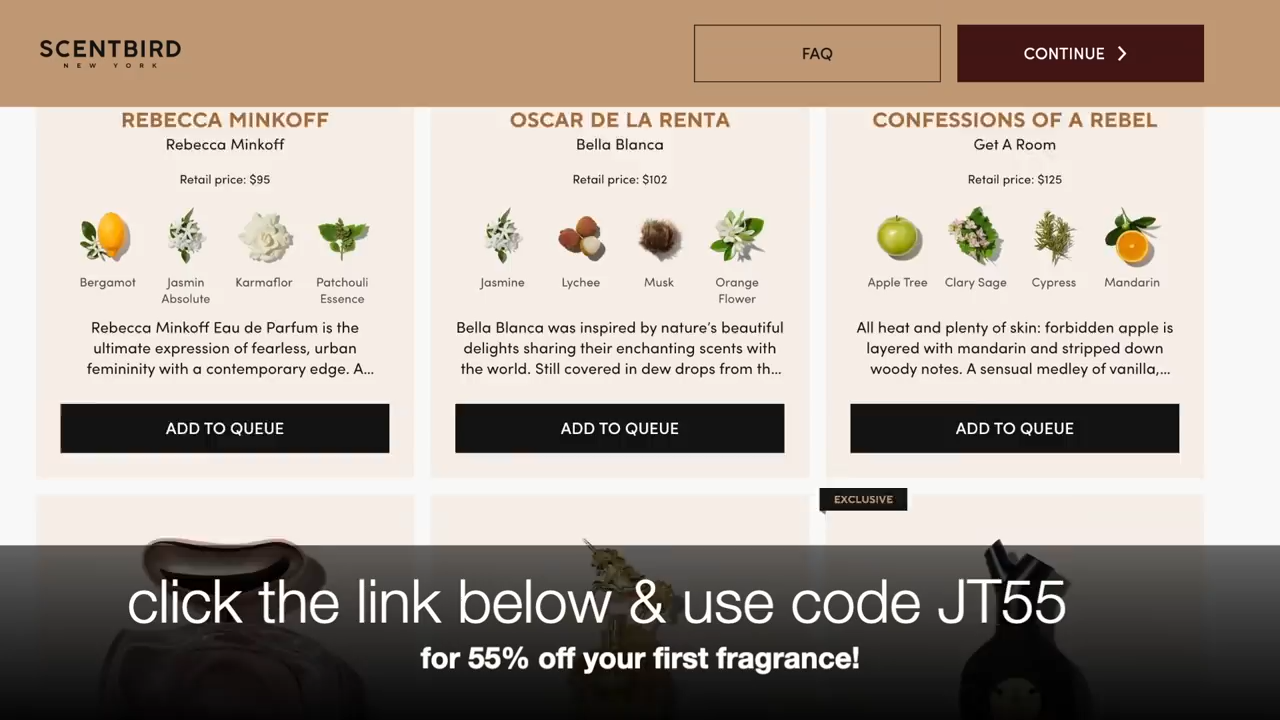 SCENTBIRD
NEW YORK
FAQ
CONTINUE
REBECCA MINKOFF
Rebecca Minkoff
Retail price: $95
Bergamot
Jasmin
Absolute
Karmaflor
Patchouli
Essence
Rebecca Minkoff Eau de Parfum is the
ultimate expression of fearless, urban
femininity with a contemporary edge. A...
ADD TO QUEUE
OSCAR DE LA RENTA
Bella Blanca
Retail price: $102
Jasmine
Lychee
Musk
Orange
Flower
Bella Blanca was inspired by nature's beautiful
delights sharing their enchanting scents with
the world. Still covered in dew drops from th...
ADD TO QUEUE
CONFESSIONS OF A REBEL
Get A Room
Retail price: $125
Apple Tree
Clary Sage
Cypress
Mandarin
All heat and plenty of skin: forbidden apple is
layered with mandarin and stripped down
woody notes. A sensual medley of vanilla,...
ADD TO QUEUE
EXCLUSIVE
click the link below & use code JT55
for 55% off your first fragrance!